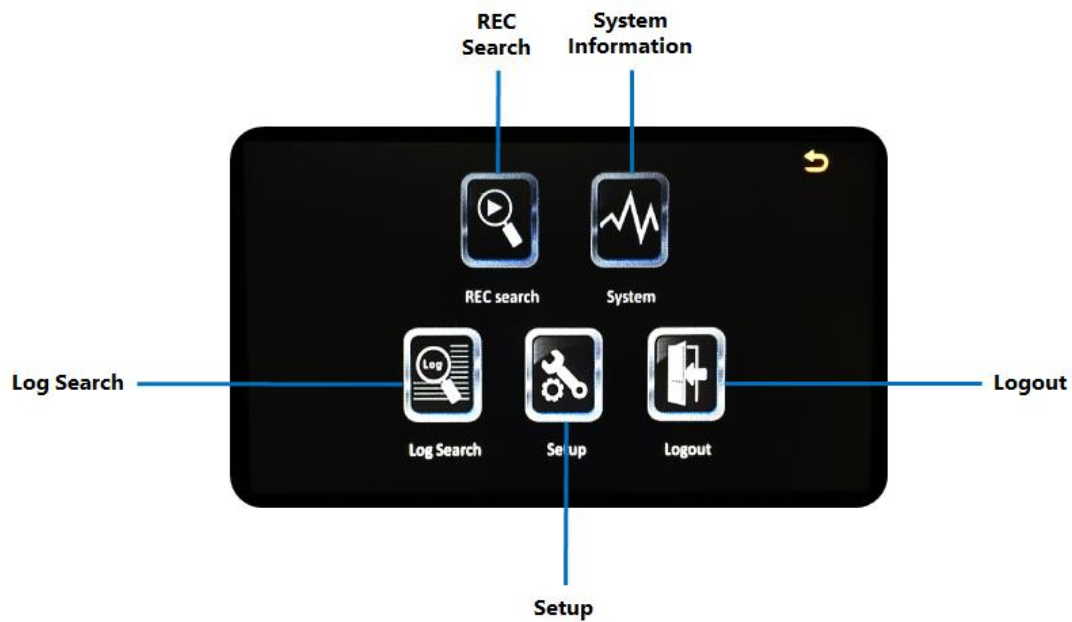 REC
Search
System
Information
REC search
System
Log
Log Search
Logout
Log Search
Setup
Logout
Setup